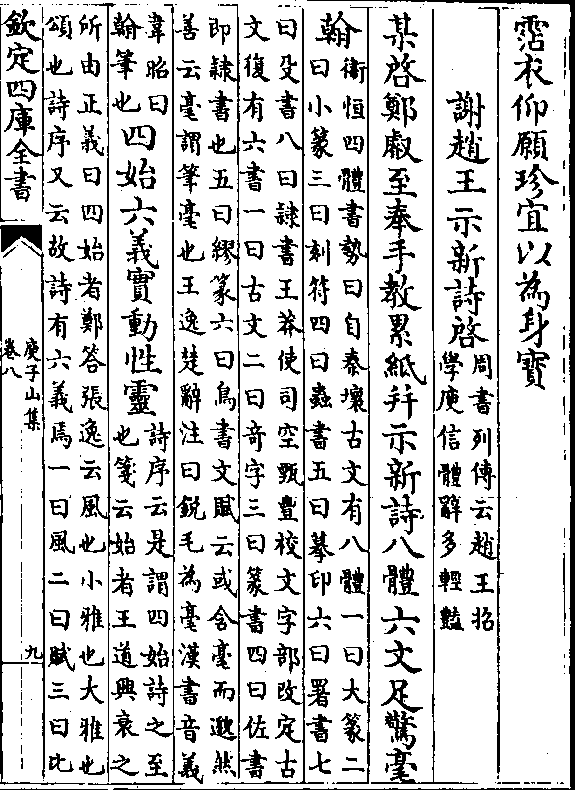 霑衣仰願珍宜以為身寶
謝趙王示新詩啓
周書列傳云趙王招
學庾信體辭多輕豔
某啓鄭叡至奉手教累紙并示新詩八體六文足驚毫
翰
衛恒四體書勢曰自秦壞古文有八體一曰大篆二
曰小篆三曰刻符四曰蟲書五曰摹印六曰署書七
曰殳書八曰隸書王莽使司空甄豐校文字部改定古
文復有六書一曰古文二曰奇字三曰篆書四曰佐書
即隸書也五曰繆篆六曰鳥書文賦云或含毫而邈然
善云毫謂筆毫也王逸楚辭注曰銳毛為毫漢書音義
韋昭曰
翰筆也
四始六義實動性靈
詩序云是謂四始詩之至
也箋云始者王道興衰之
所由正義曰四始者鄭答張逸云風也小雅也大雅也
頌也詩序又云故詩有六義焉一曰風二曰賦三曰比
欽定四庫全書
庾子山集
卷八
九